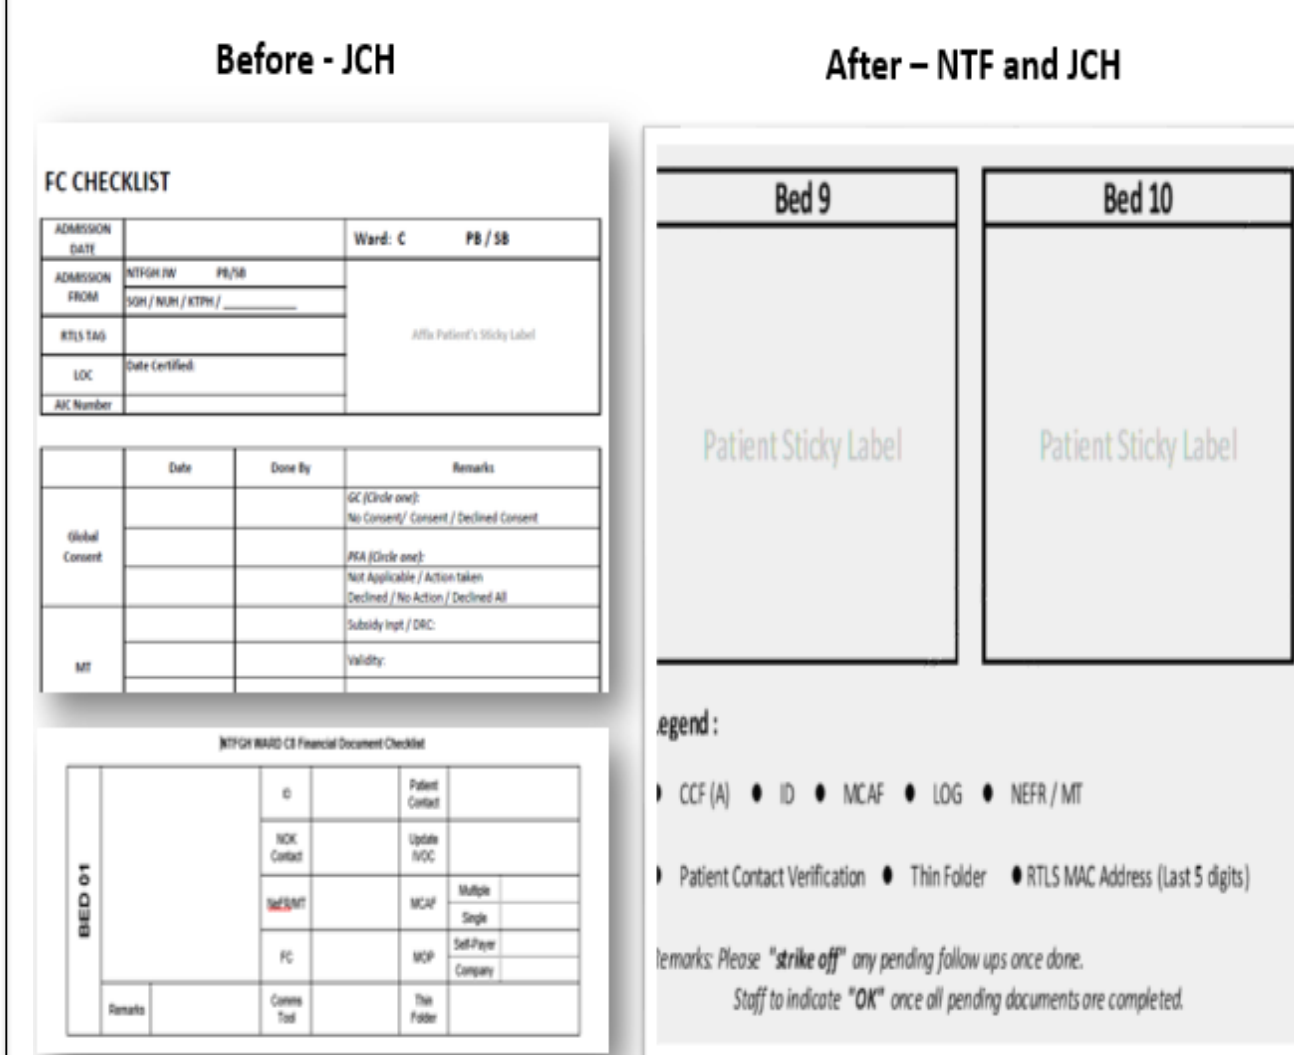 Before - JCH
After – NTF and JCH
FC CHECKLIST
ADMISSION DATE
Ward: C PB / SB
ADMISSION FROM
NTFGH JW PB/SB
SGH / NUH / KTPH / ___________
RTLS TAG
Affix Patient's Sticky Label
LOC
Date Certified:
AIC Number
Date Done By Remarks
Global Consent
GC (Circle one):
No Consent/ Consent / Declined Consent
PFA (Circle one):
Not Applicable / Action taken
Declined / No Action / Declined All
MT
Subsidy Inpt / DRC:
Validity:
NTFGH WARD C8 Financial Document Checklist
BED 01
ID
Patient Contact
NOK Contact
Update IVOC
NeFR/MT
MCAF
Multiple
Single
FC
MOP
Self-Payer
Company
Remarks
Comms Tool
Thin Folder
Bed 9
Bed 10
Patient Sticky Label
Patient Sticky Label
egend :
• CCF (A) • ID • MCAF • LOG • NEFR / MT
• Patient Contact Verification • Thin Folder • RTLS MAC Address (Last 5 digits)
emarks: Please "strike off" any pending follow ups once done.
Staff to indicate "OK" once all pending documents are completed.